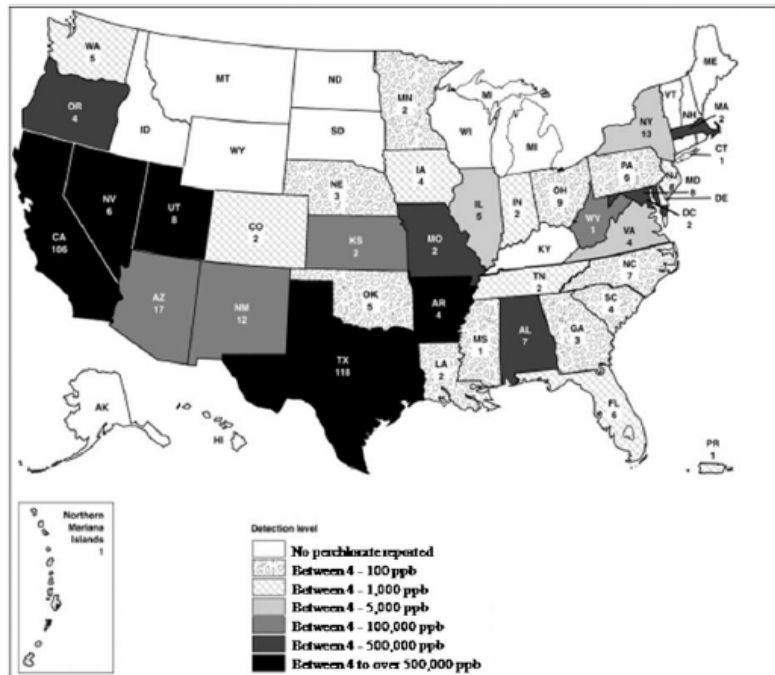 WA
5
OR
4
MT
ID
WY
ND
SD
MN
2
WI
MI
MI
ME
VT
NH
MA
2
NY
13
CT
1
NJ
MD
8
DE
DC
2
PA
NV
6
UT
8
CA
106
CO
2
NE
3
IA
4
IL
5
IN
2
OH
9
WV
1
VA
4
KY
KS
2
MO
2
AZ
17
NM
12
OK
5
AR
4
TN
2
NC
7
SC
4
TX
118
LA
2
MS
1
AL
7
GA
3
FL
6
AK
HI
PR
1
Northern
Mariana
Islands
1
Detection level
No perchlorate reported
Between 4 - 100 ppb
Between 4 - 1,000 ppb
Between 4 - 5,000 ppb
Between 4 - 100,000 ppb
Between 4 - 500,000 ppb
Between 4 to over 500,000 ppb